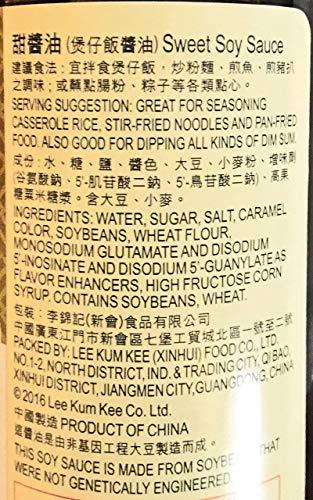 甜醬油 (煲仔飯醬油) Sweet Soy Sauce
建議食法：宜拌食煲仔飯，炒粉麵、煎魚、煎豬扒
之調味；或蘸點腸粉、粽子等各類點心。
SERVING SUGGESTION: GREAT FOR SEASONING
CASSEROLE RICE, STIR-FRIED NOODLES AND PAN-FRIED
FOOD. ALSO GOOD FOR DIPPING ALL KINDS OF DIM SUM.
成份：水、糖、鹽、醬色、大豆、小麥粉、增味劑
(谷氨酸鈉、5'-肌苷酸二鈉、5'-鳥苷酸二鈉)、高果
糖粟米糖漿。含大豆、小麥。
INGREDIENTS: WATER, SUGAR, SALT, CARAMEL
COLOR, SOYBEANS, WHEAT FLOUR,
MONOSODIUM GLUTAMATE AND DISODIUM
5'-INOSINATE AND DISODIUM 5'-GUANYLATE AS
FLAVOR ENHANCERS, HIGH FRUCTOSE CORN
SYRUP. CONTAINS SOYBEANS, WHEAT.
包裝：李錦記(新會)食品有限公司
中國廣東江門市新會區七堡工貿城北區一號至二號
PACKED BY: LEE KUM KEE (XINHUI) FOOD CO., LTD.
NO.1-2, NORTH DISTRICT, IND. & TRADING CITY, QI BAO,
XINHUI DISTRICT, JIANGMEN CITY, GUANGDONG, CHINA
© 2016 Lee Kum Kee Co. Ltd.
中國製造 PRODUCT OF CHINA
這醬油是由非基因工程大豆製造而成。
THIS SOY SAUCE IS MADE FROM SOYBEANS THAT
WERE NOT GENETICALLY ENGINEERED.